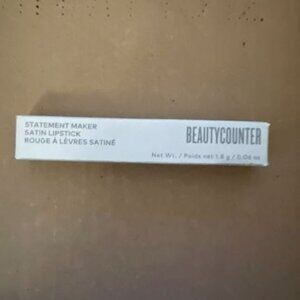 STATEMENT MAKER
SATIN LIPSTICK
ROUGE À LÈVRES SATINÉ
BEAUTYCOUNTER
Net Wt. / Poids net 1.8 g / 0.06 oz